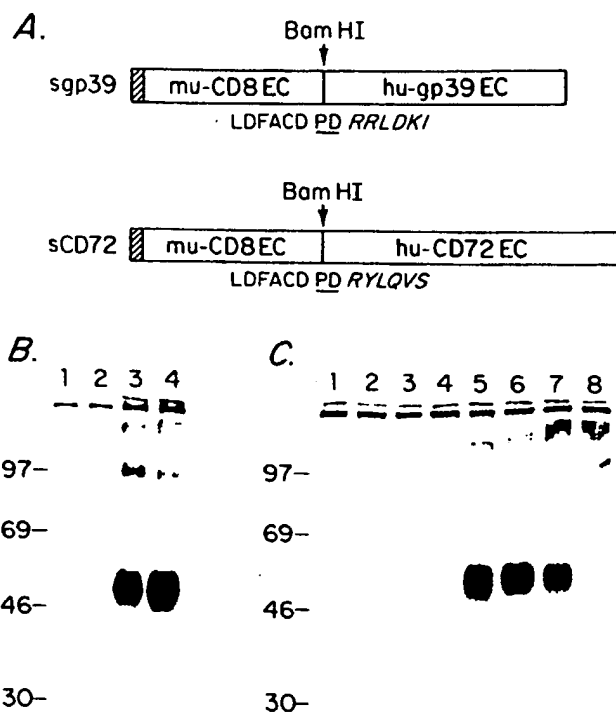 A.
Bam HI
sgp39 mu-CD8 EC hu-gp39 EC
LDFACD PD RRLDKI
Bam HI
sCD72 mu-CD8 EC hu-CD72 EC
LDFACD PD RYLQVS
B.
1 2 3 4
97–
69–
46–
30–
C.
1 2 3 4 5 6 7 8
97–
69–
46–
30–